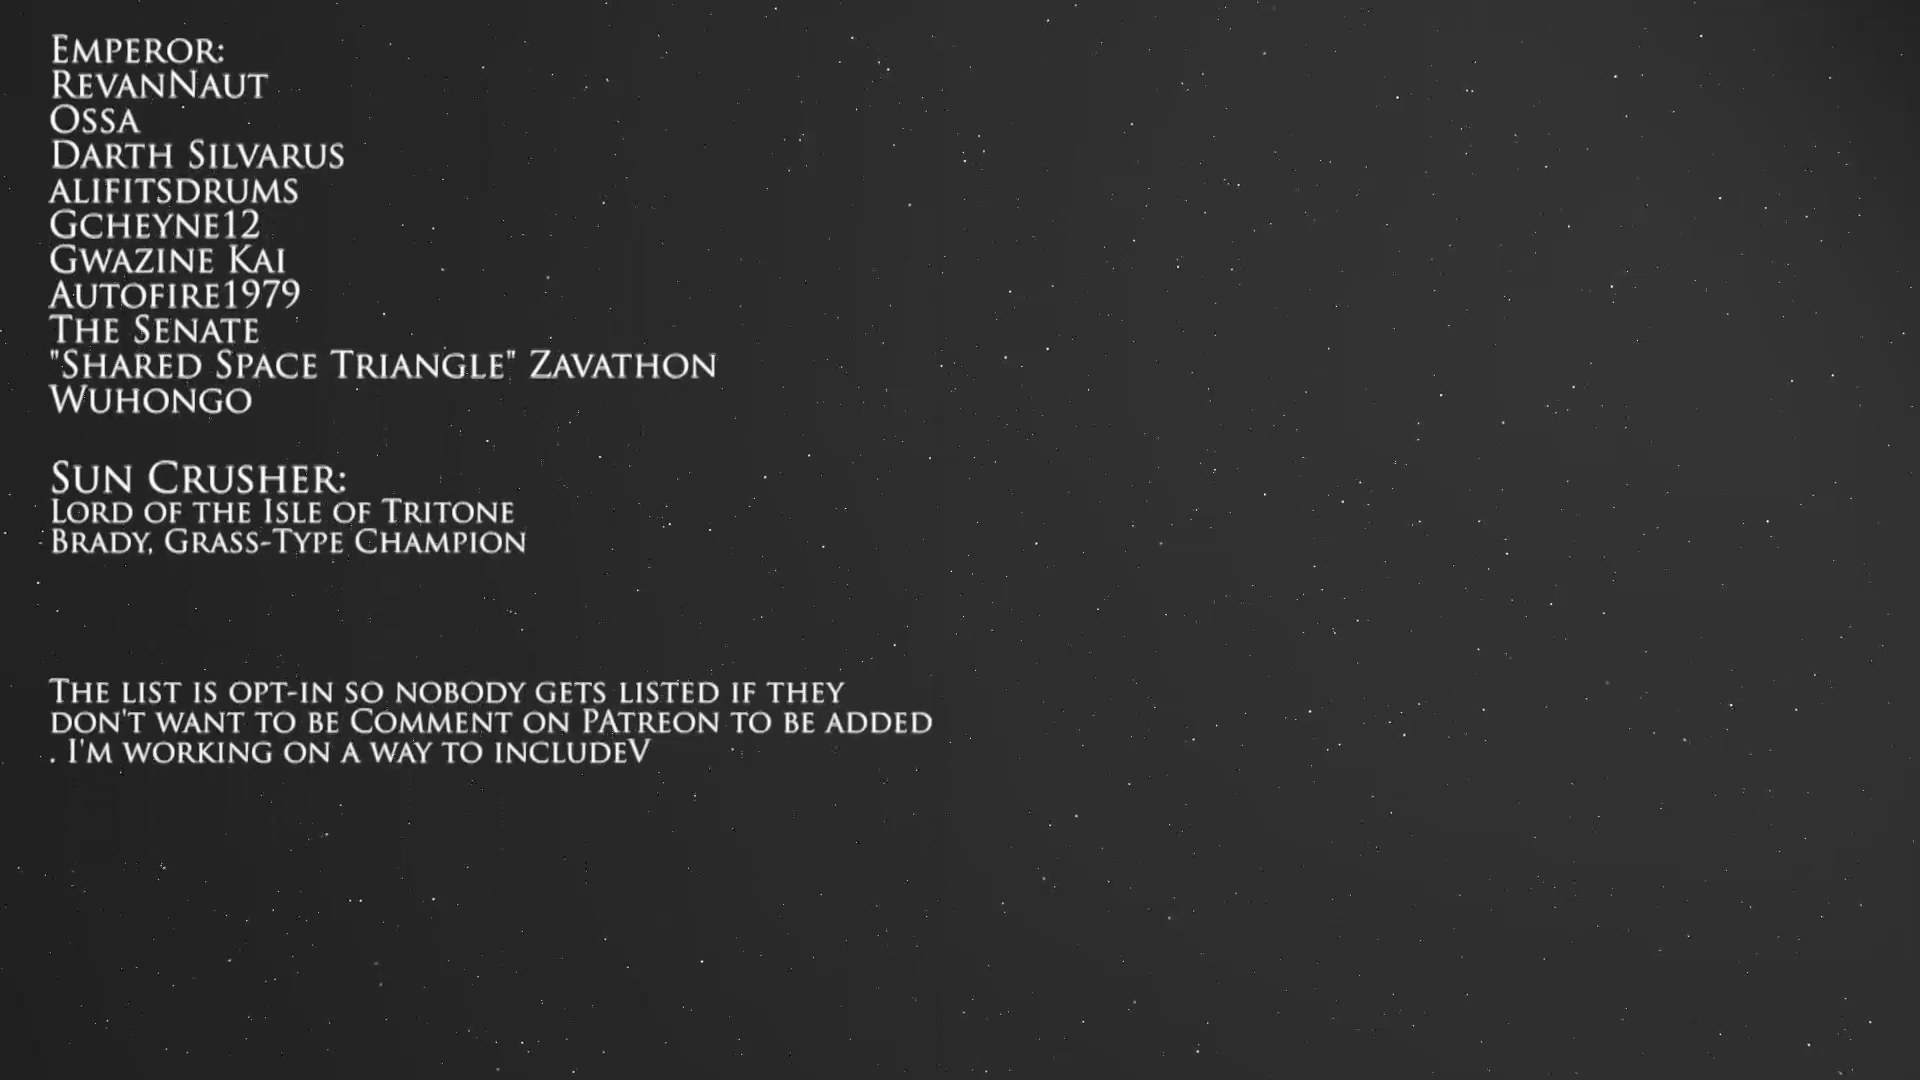 Emperor:
RevanNaut
Ossa
Darth Silvarus
alifitsdrums
Gcheyne12
Gwazine Kai
Autofire1979
The Senate
"Shared Space Triangle" Zavathon
Wuhongo
Sun Crusher:
Lord of the Isle of Tritone
Brady, Grass-Type Champion
The list is opt-in so nobody gets listed if they
don't want to be Comment on PAtreon to be added
. I'm working on a way to includeV